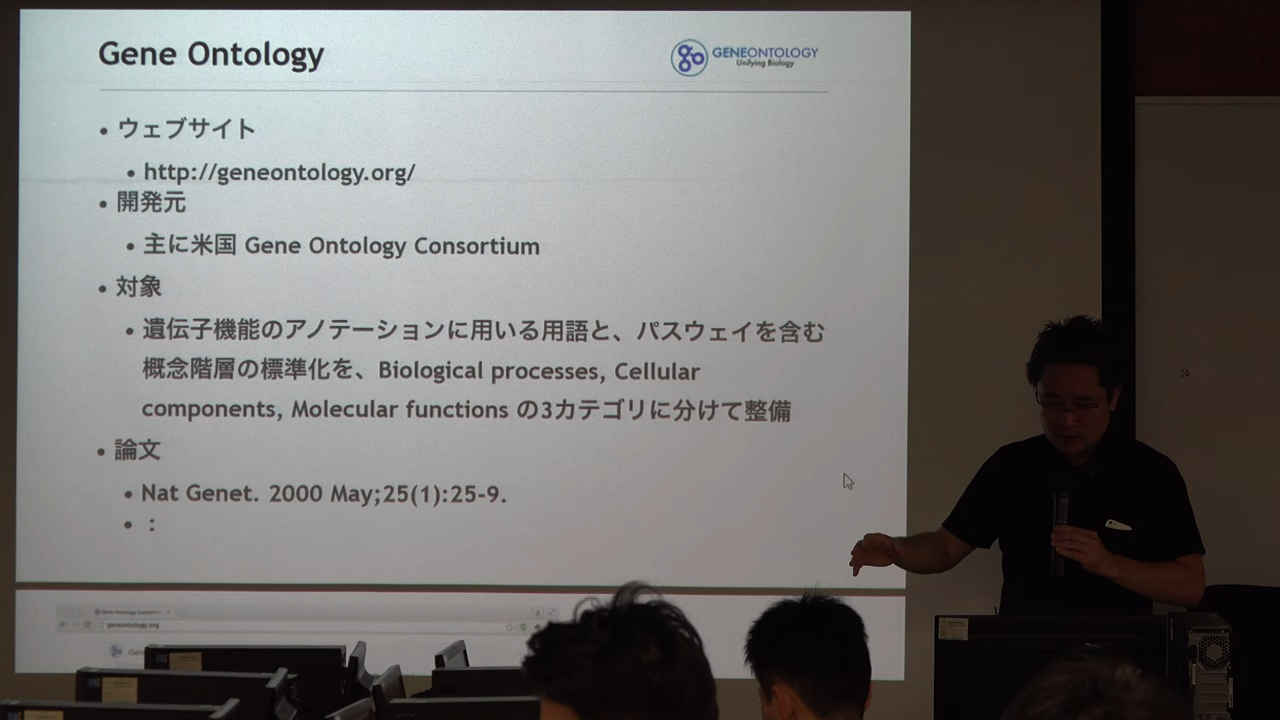 Gene Ontology
GENEONTOLOGY
Unifying Biology
• ウェブサイト
• http://geneontology.org/
• 開発元
• 主に米国 Gene Ontology Consortium
• 対象
• 遺伝子機能のアノテーションに用いる用語と、パスウェイを含む
概念階層の標準化を、Biological processes, Cellular
components, Molecular functions の3カテゴリに分けて整備
• 論文
• Nat Genet. 2000 May;25(1):25-9.
• :
Gene Ontology
geneontology.org